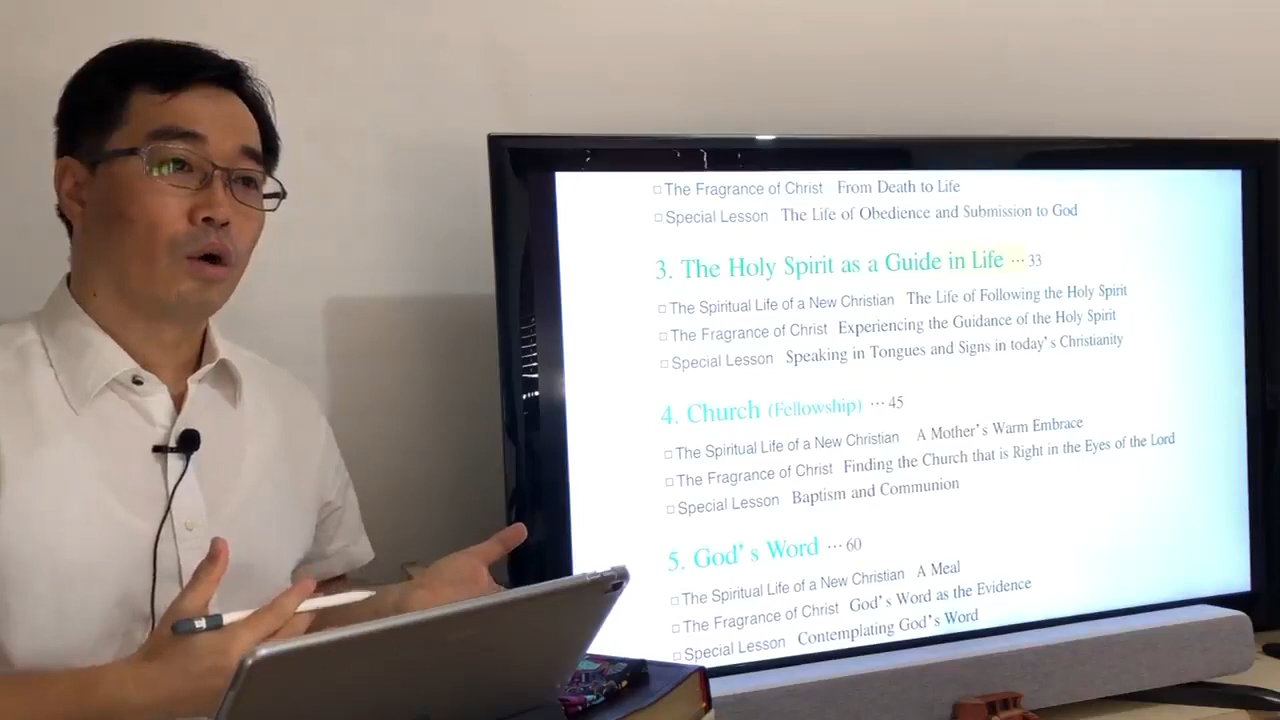 □ The Fragrance of Christ From Death to Life
□ Special Lesson The Life of Obedience and Submission to God
3. The Holy Spirit as a Guide in Life ··· 33
□ The Spiritual Life of a New Christian The Life of Following the Holy Spirit
□ The Fragrance of Christ Experiencing the Guidance of the Holy Spirit
□ Special Lesson Speaking in Tongues and Signs in today's Christianity
4. Church (Fellowship) ··· 45
□ The Spiritual Life of a New Christian A Mother's Warm Embrace
□ The Fragrance of Christ Finding the Church that is Right in the Eyes of the Lord
□ Special Lesson Baptism and Communion
5. God's Word ··· 60
□ The Spiritual Life of a New Christian A Meal
□ The Fragrance of Christ God's Word as the Evidence
□ Special Lesson Contemplating God's Word